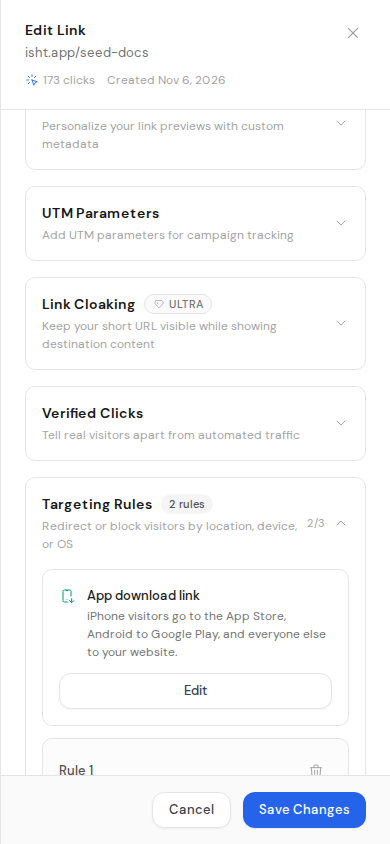 Edit Link
isht.app/seed-docs
173 clicks Created Nov 6, 2026
Personalize your link previews with custom
metadata
UTM Parameters
Add UTM parameters for campaign tracking
Link Cloaking ULTRA
Keep your short URL visible while showing
destination content
Verified Clicks
Tell real visitors apart from automated traffic
Targeting Rules 2 rules
Redirect or block visitors by location, device, 2/3
or OS
App download link
iPhone visitors go to the App Store,
Android to Google Play, and everyone else
to your website.
Edit
Rule 1
Cancel Save Changes